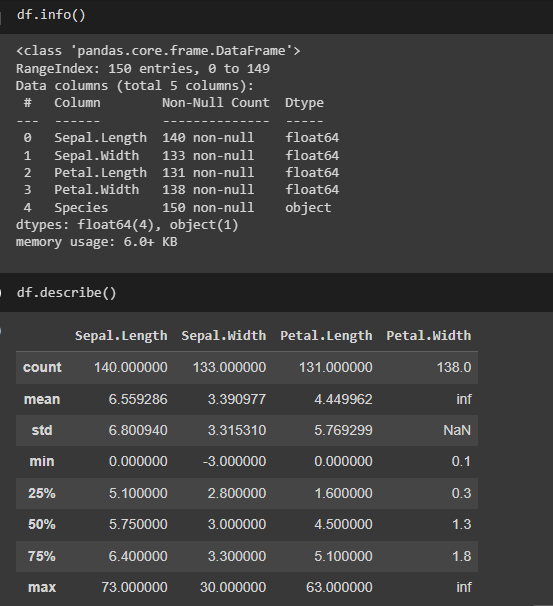 df.info()
<class 'pandas.core.frame.DataFrame'>
RangeIndex: 150 entries, 0 to 149
Data columns (total 5 columns):
 #   Column        Non-Null Count  Dtype
---  ------        --------------  -----
 0   Sepal.Length  140 non-null    float64
 1   Sepal.Width   133 non-null    float64
 2   Petal.Length  131 non-null    float64
 3   Petal.Width   138 non-null    float64
 4   Species       150 non-null    object
dtypes: float64(4), object(1)
memory usage: 6.0+ KB
df.describe()
Sepal.Length Sepal.Width Petal.Length Petal.Width
count 140.000000 133.000000 131.000000 138.0
mean 6.559286 3.390977 4.449962 inf
std 6.800940 3.315310 5.769299 NaN
min 0.000000 -3.000000 0.000000 0.1
25% 5.100000 2.800000 1.600000 0.3
50% 5.750000 3.000000 4.500000 1.3
75% 6.400000 3.300000 5.100000 1.8
max 73.000000 30.000000 63.000000 inf